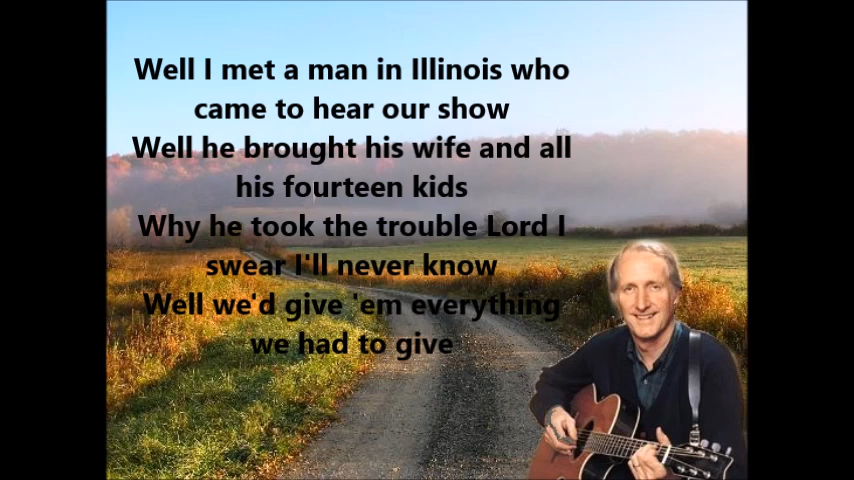 Well I met a man in Illinois who
came to hear our show
Well he brought his wife and all
his fourteen kids
Why he took the trouble Lord I
swear I'll never know
Well we'd give 'em everything
we had to give